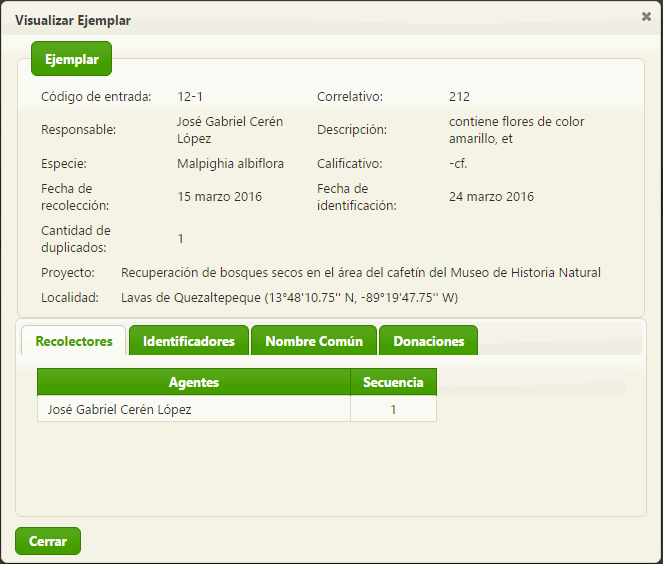 Visualizar Ejemplar
Ejemplar
Código de entrada: 12-1 Correlativo: 212
Responsable: José Gabriel Cerén López Descripción: contiene flores de color amarillo, et
Especie: Malpighia albiflora Calificativo: -cf.
Fecha de recolección: 15 marzo 2016 Fecha de identificación: 24 marzo 2016
Cantidad de duplicados: 1
Proyecto: Recuperación de bosques secos en el área del cafetín del Museo de Historia Natural
Localidad: Lavas de Quezaltepeque (13°48'10.75'' N, -89°19'47.75'' W)
Recolectores Identificadores Nombre Común Donaciones
Agentes Secuencia
José Gabriel Cerén López 1
Cerrar